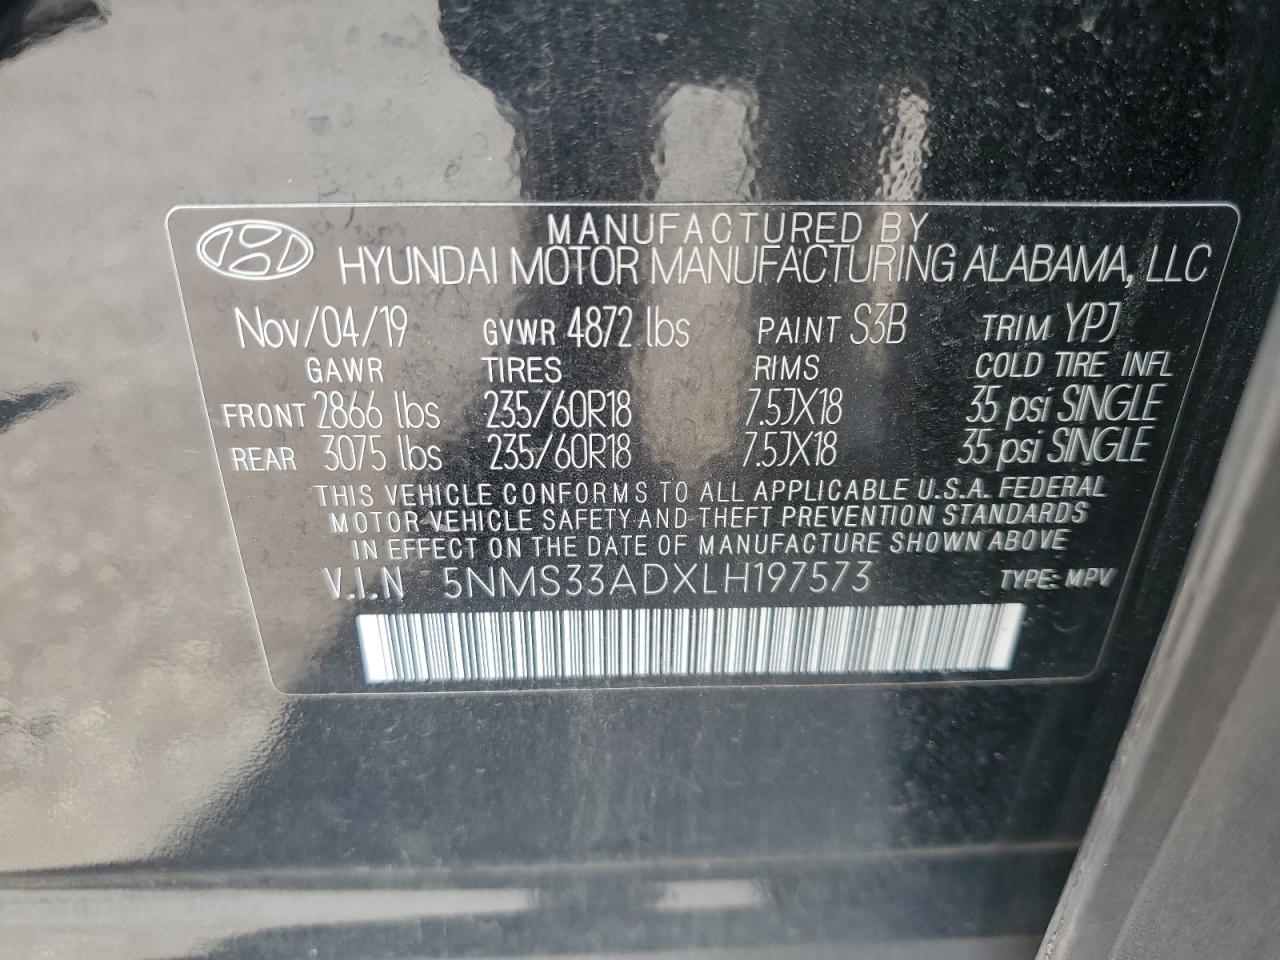 MANUFACTURED BY
HYUNDAI MOTOR MANUFACTURING ALABAMA, LLC
Nov/04/19 GVWR 4872 lbs PAINT S3B TRIM YPJ
GAWR TIRES RIMS COLD TIRE INFL
FRONT 2866 lbs 235/60R18 7.5JX18 35 psi SINGLE
REAR 3075 lbs 235/60R18 7.5JX18 35 psi SINGLE
THIS VEHICLE CONFORMS TO ALL APPLICABLE U.S.A. FEDERAL
MOTOR VEHICLE SAFETY AND THEFT PREVENTION STANDARDS
IN EFFECT ON THE DATE OF MANUFACTURE SHOWN ABOVE
V.I.N 5NMS33ADXLH197573 TYPE: MPV